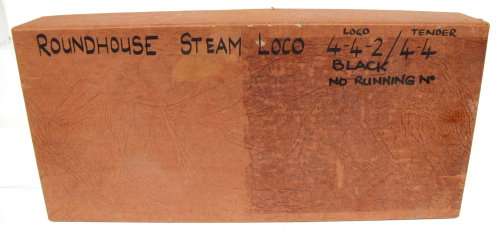 LOCO TENDER
ROUNDHOUSE STEAM LOCO 4-4-2/4-4
BLACK
NO RUNNING Nº